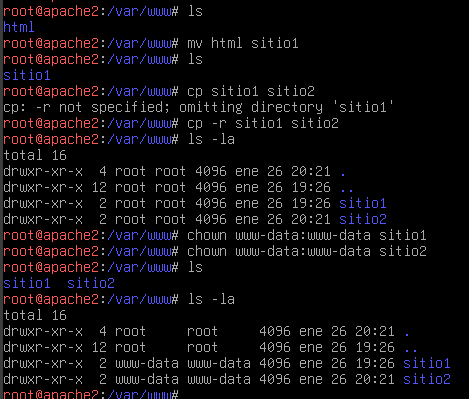 root@apache2:/var/www# ls
html
root@apache2:/var/www# mv html sitio1
root@apache2:/var/www# ls
sitio1
root@apache2:/var/www# cp sitio1 sitio2
cp: -r not specified; omitting directory 'sitio1'
root@apache2:/var/www# cp -r sitio1 sitio2
root@apache2:/var/www# ls -la
total 16
drwxr-xr-x  4 root root 4096 ene 26 20:21 .
drwxr-xr-x 12 root root 4096 ene 26 19:26 ..
drwxr-xr-x  2 root root 4096 ene 26 19:26 sitio1
drwxr-xr-x  2 root root 4096 ene 26 20:21 sitio2
root@apache2:/var/www# chown www-data:www-data sitio1
root@apache2:/var/www# chown www-data:www-data sitio2
root@apache2:/var/www# ls
sitio1  sitio2
root@apache2:/var/www# ls -la
total 16
drwxr-xr-x  4 root     root     4096 ene 26 20:21 .
drwxr-xr-x 12 root     root     4096 ene 26 19:26 ..
drwxr-xr-x  2 www-data www-data 4096 ene 26 19:26 sitio1
drwxr-xr-x  2 www-data www-data 4096 ene 26 20:21 sitio2
root@apache2:/var/www#